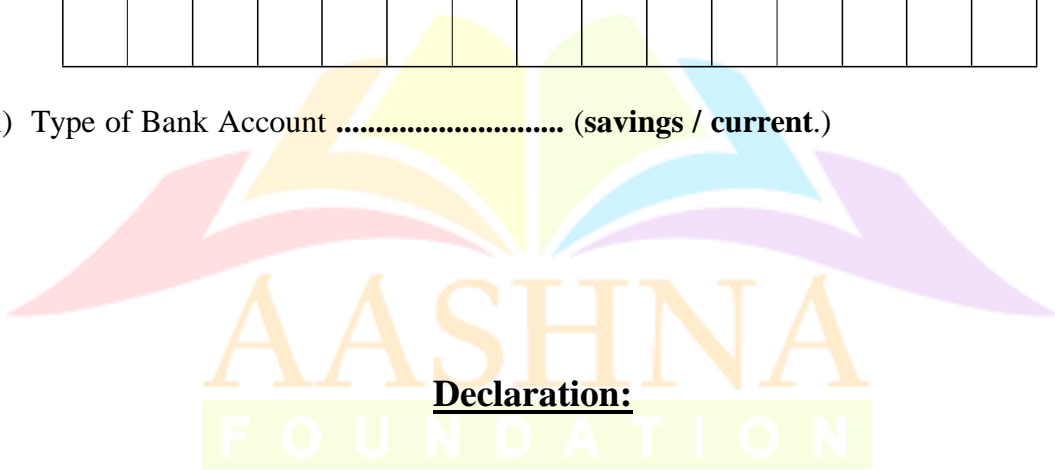 ) Type of Bank Account ............................. (savings / current.)
AASHNA
Declaration:
FOUNDATION